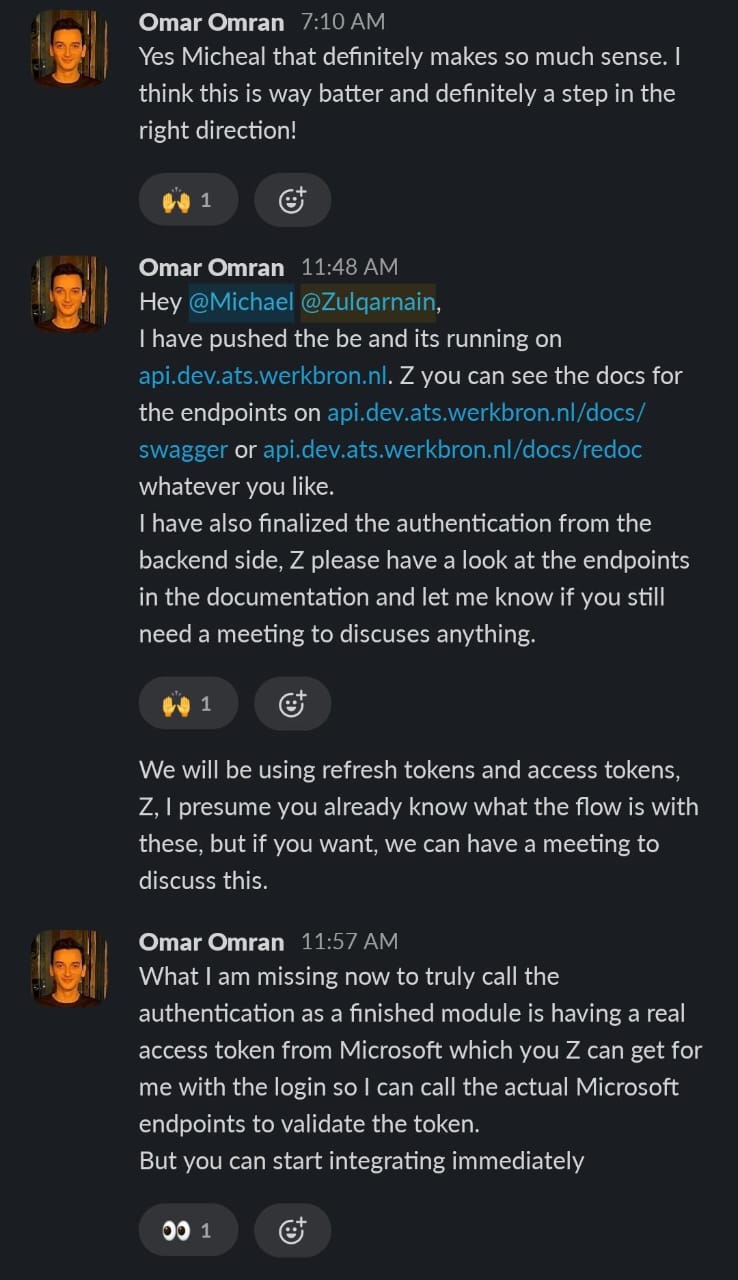 Omar Omran 7:10 AM
Yes Micheal that definitely makes so much sense. I
think this is way batter and definitely a step in the
right direction!
1
Omar Omran 11:48 AM
Hey @Michael @Zulqarnain,
I have pushed the be and its running on
api.dev.ats.werkbron.nl. Z you can see the docs for
the endpoints on api.dev.ats.werkbron.nl/docs/
swagger or api.dev.ats.werkbron.nl/docs/redoc
whatever you like.
I have also finalized the authentication from the
backend side, Z please have a look at the endpoints
in the documentation and let me know if you still
need a meeting to discuses anything.
1
We will be using refresh tokens and access tokens,
Z, I presume you already know what the flow is with
these, but if you want, we can have a meeting to
discuss this.
Omar Omran 11:57 AM
What I am missing now to truly call the
authentication as a finished module is having a real
access token from Microsoft which you Z can get for
me with the login so I can call the actual Microsoft
endpoints to validate the token.
But you can start integrating immediately
1